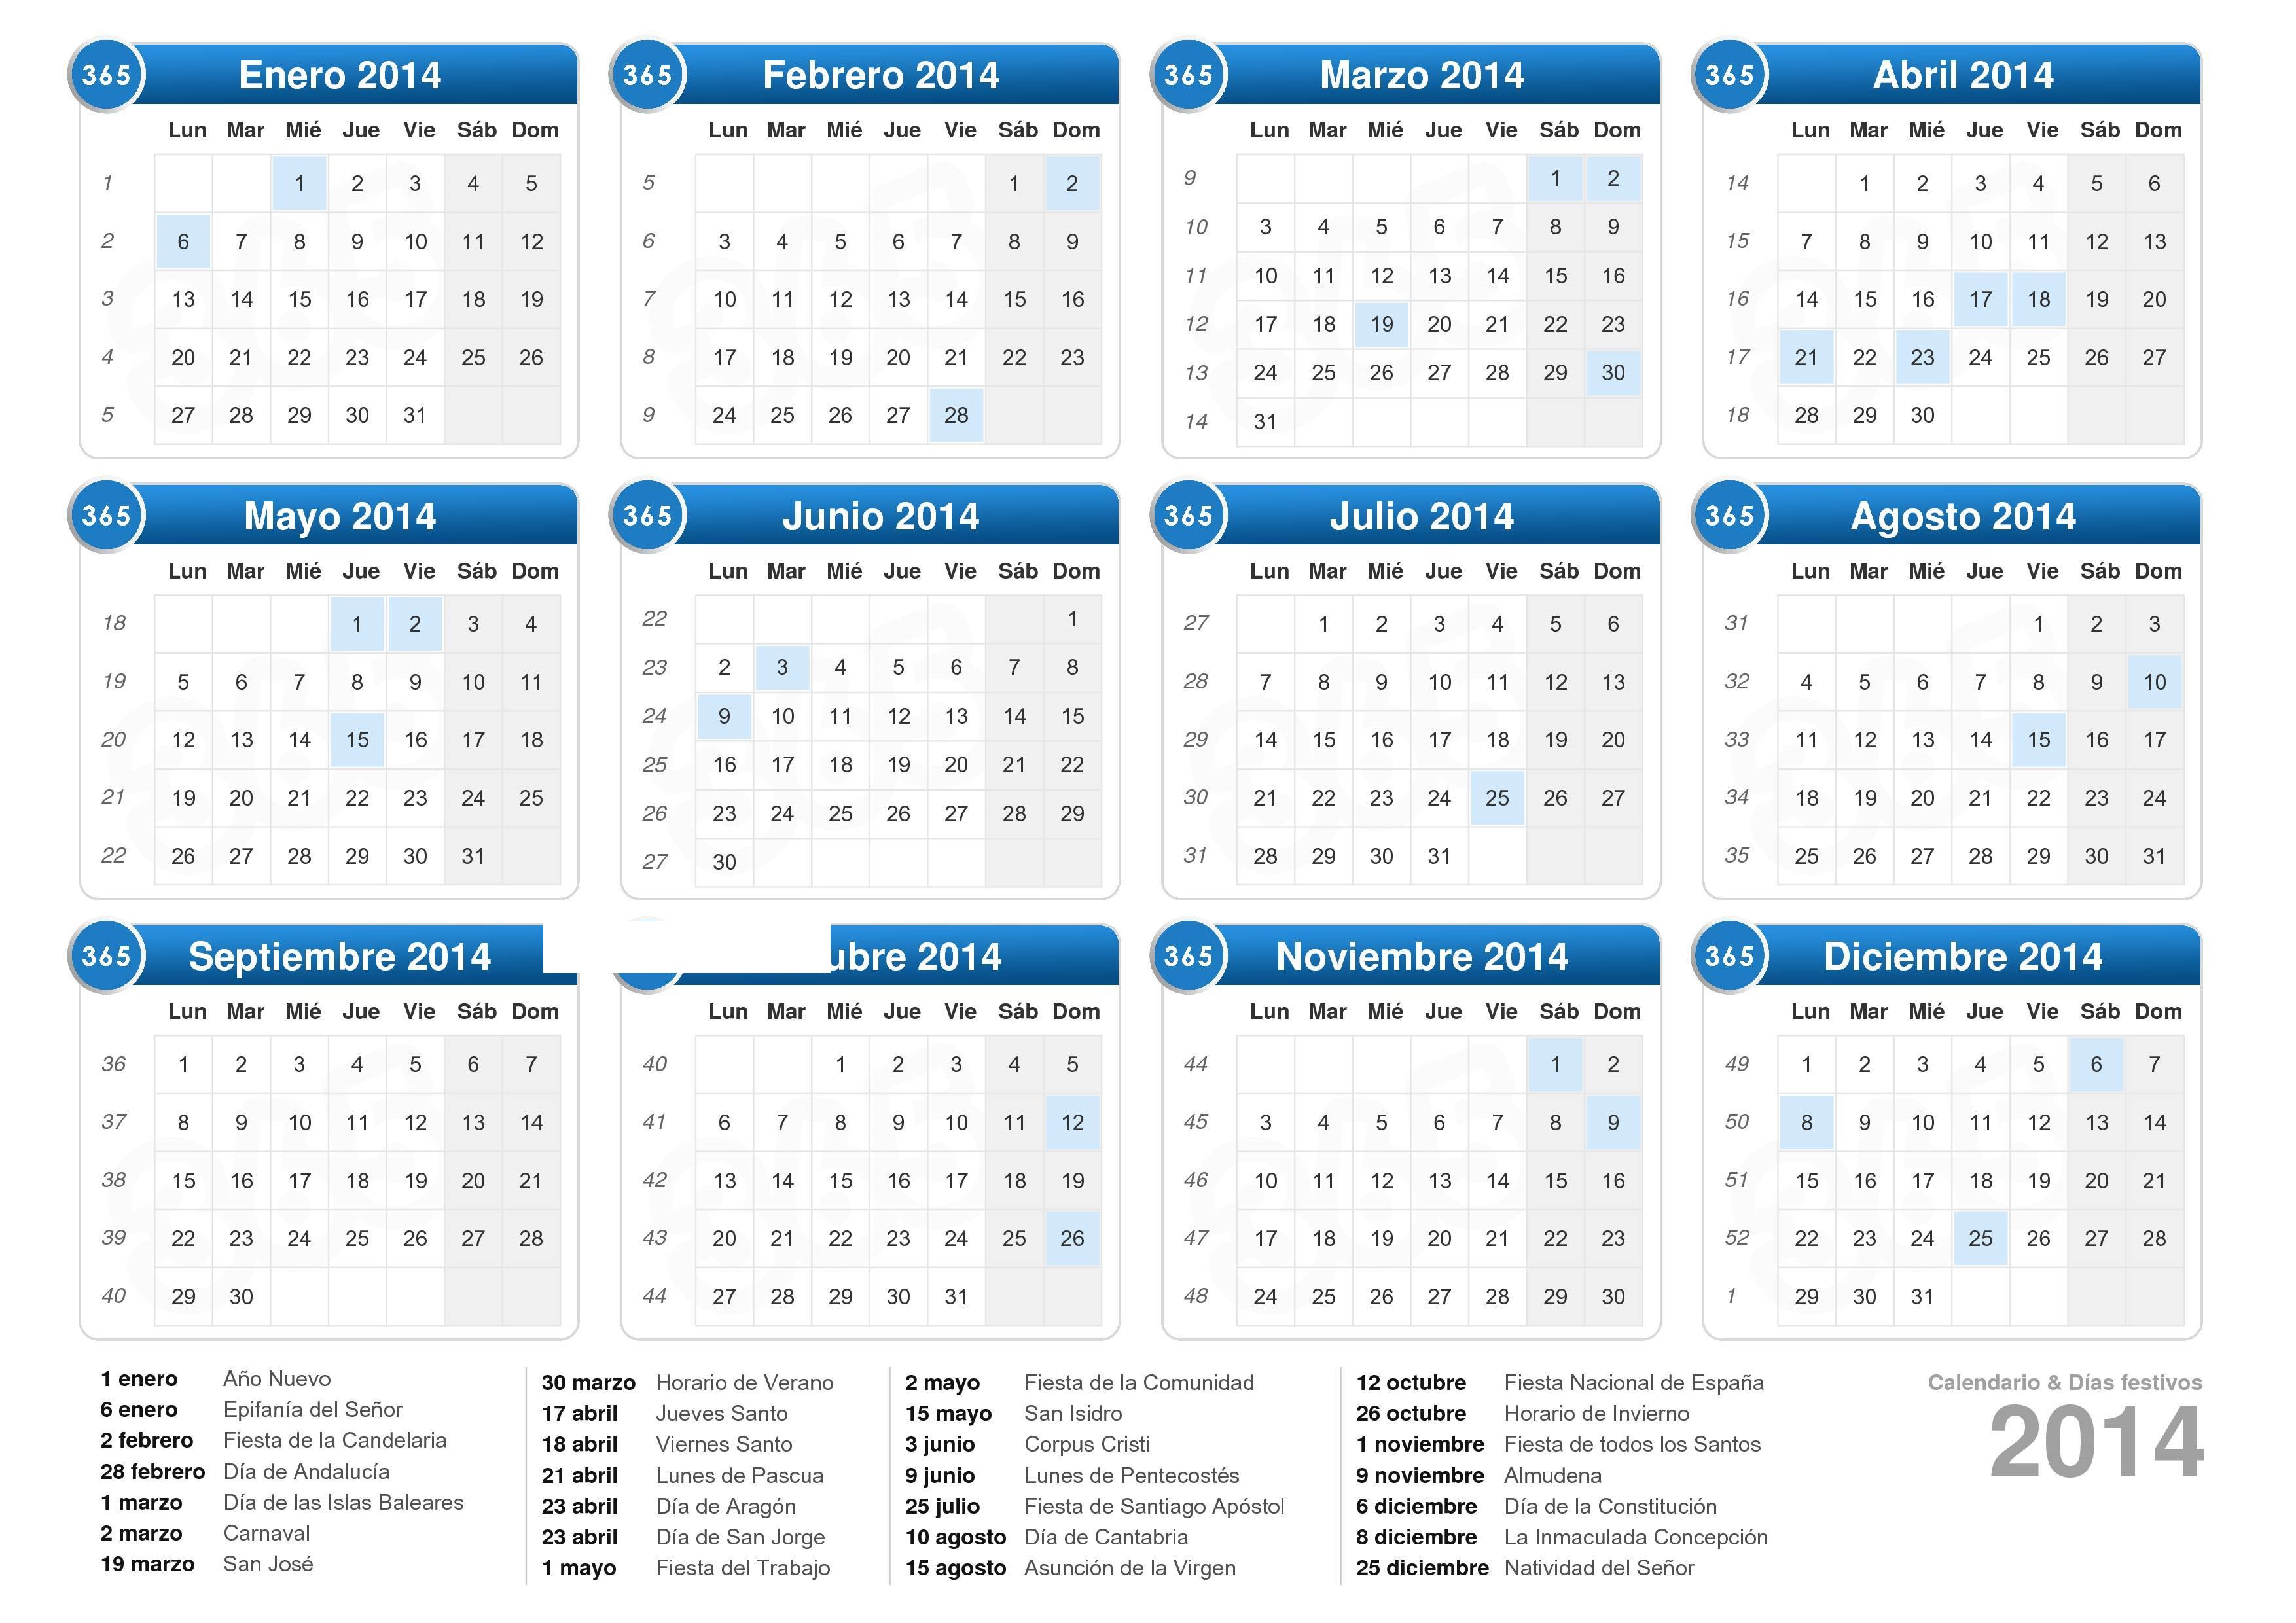 365 Enero 2014
Lun Mar Mié Jue Vie Sáb Dom
1 1 2 3 4 5
2 6 7 8 9 10 11 12
3 13 14 15 16 17 18 19
4 20 21 22 23 24 25 26
5 27 28 29 30 31
365 Febrero 2014
Lun Mar Mié Jue Vie Sáb Dom
5 1 2
6 3 4 5 6 7 8 9
7 10 11 12 13 14 15 16
8 17 18 19 20 21 22 23
9 24 25 26 27 28
365 Marzo 2014
Lun Mar Mié Jue Vie Sáb Dom
9 1 2
10 3 4 5 6 7 8 9
11 10 11 12 13 14 15 16
12 17 18 19 20 21 22 23
13 24 25 26 27 28 29 30
14 31
365 Abril 2014
Lun Mar Mié Jue Vie Sáb Dom
14 1 2 3 4 5 6
15 7 8 9 10 11 12 13
16 14 15 16 17 18 19 20
17 21 22 23 24 25 26 27
18 28 29 30
365 Mayo 2014
Lun Mar Mié Jue Vie Sáb Dom
18 1 2 3 4
19 5 6 7 8 9 10 11
20 12 13 14 15 16 17 18
21 19 20 21 22 23 24 25
22 26 27 28 29 30 31
365 Junio 2014
Lun Mar Mié Jue Vie Sáb Dom
22 1
23 2 3 4 5 6 7 8
24 9 10 11 12 13 14 15
25 16 17 18 19 20 21 22
26 23 24 25 26 27 28 29
27 30
365 Julio 2014
Lun Mar Mié Jue Vie Sáb Dom
27 1 2 3 4 5 6
28 7 8 9 10 11 12 13
29 14 15 16 17 18 19 20
30 21 22 23 24 25 26 27
31 28 29 30 31
365 Agosto 2014
Lun Mar Mié Jue Vie Sáb Dom
31 1 2 3
32 4 5 6 7 8 9 10
33 11 12 13 14 15 16 17
34 18 19 20 21 22 23 24
35 25 26 27 28 29 30 31
365 Septiembre 2014
Lun Mar Mié Jue Vie Sáb Dom
36 1 2 3 4 5 6 7
37 8 9 10 11 12 13 14
38 15 16 17 18 19 20 21
39 22 23 24 25 26 27 28
40 29 30
ubre 2014
Lun Mar Mié Jue Vie Sáb Dom
40 1 2 3 4 5
41 6 7 8 9 10 11 12
42 13 14 15 16 17 18 19
43 20 21 22 23 24 25 26
44 27 28 29 30 31
365 Noviembre 2014
Lun Mar Mié Jue Vie Sáb Dom
44 1 2
45 3 4 5 6 7 8 9
46 10 11 12 13 14 15 16
47 17 18 19 20 21 22 23
48 24 25 26 27 28 29 30
365 Diciembre 2014
Lun Mar Mié Jue Vie Sáb Dom
49 1 2 3 4 5 6 7
50 8 9 10 11 12 13 14
51 15 16 17 18 19 20 21
52 22 23 24 25 26 27 28
1 29 30 31
1 enero Año Nuevo
6 enero Epifanía del Señor
2 febrero Fiesta de la Candelaria
28 febrero Día de Andalucía
1 marzo Día de las Islas Baleares
2 marzo Carnaval
19 marzo San José
30 marzo Horario de Verano
17 abril Jueves Santo
18 abril Viernes Santo
21 abril Lunes de Pascua
23 abril Día de Aragón
23 abril Día de San Jorge
1 mayo Fiesta del Trabajo
2 mayo Fiesta de la Comunidad
15 mayo San Isidro
3 junio Corpus Cristi
9 junio Lunes de Pentecostés
25 julio Fiesta de Santiago Apóstol
10 agosto Día de Cantabria
15 agosto Asunción de la Virgen
12 octubre Fiesta Nacional de España
26 octubre Horario de Invierno
1 noviembre Fiesta de todos los Santos
9 noviembre Almudena
6 diciembre Día de la Constitución
8 diciembre La Inmaculada Concepción
25 diciembre Natividad del Señor
Calendario & Días festivos
2014